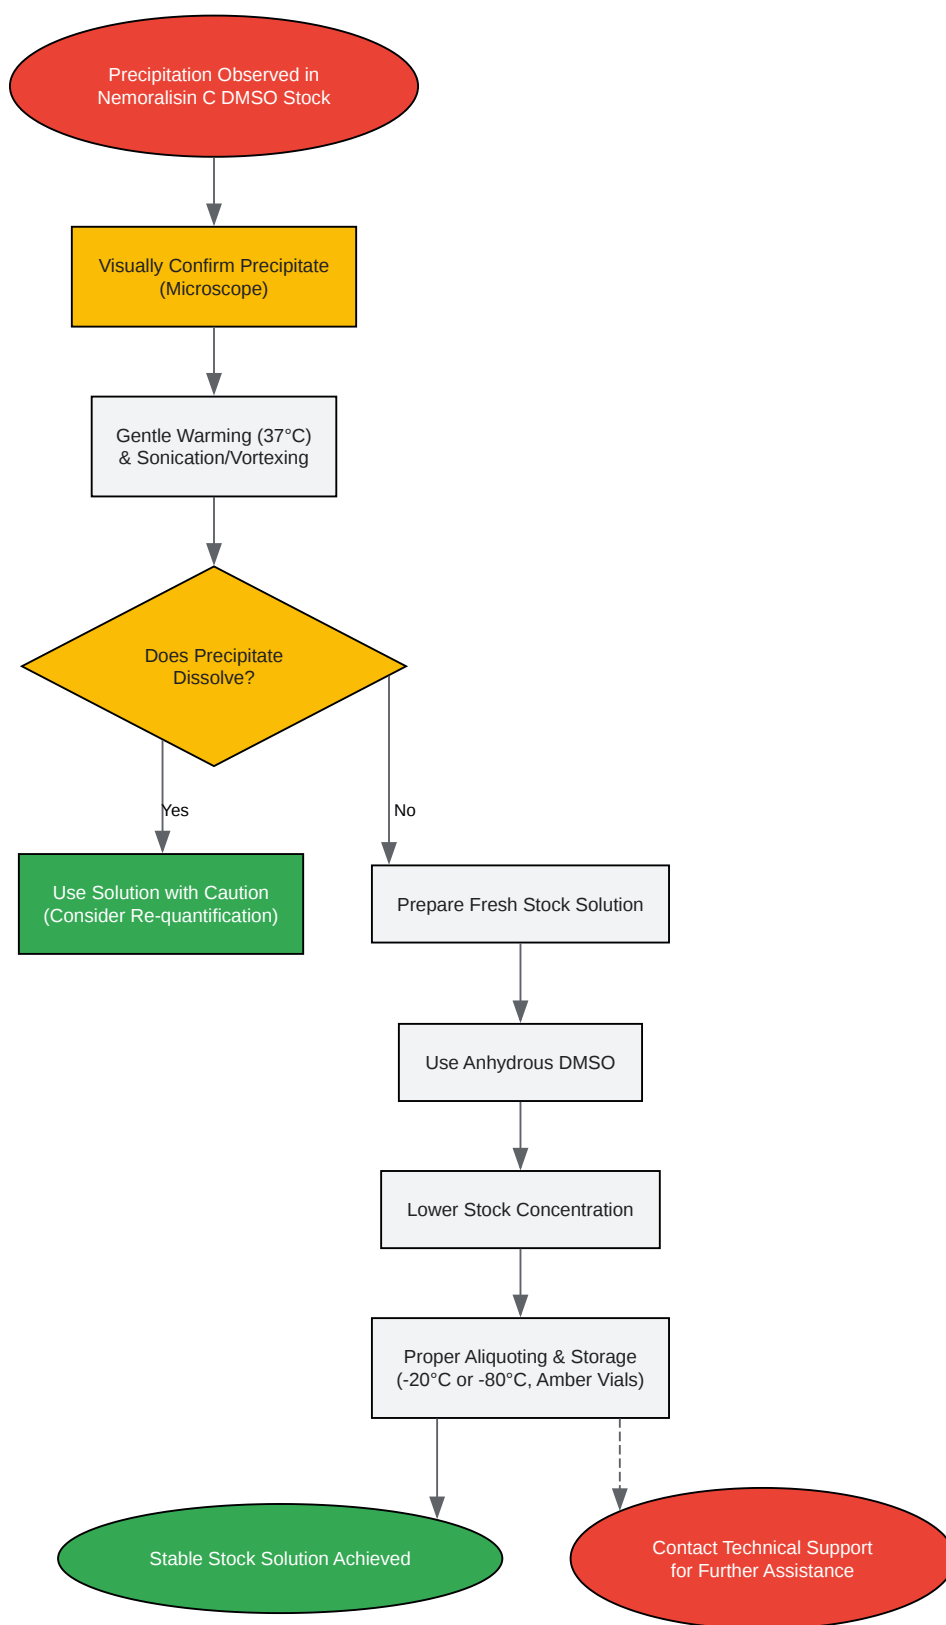 Precipitation Observed in
Nemoralisin C DMSO Stock
Visually Confirm Precipitate
(Microscope)
Gentle Warming (37°C)
& Sonication/Vortexing
Does Precipitate
Dissolve?
Yes
No
Use Solution with Caution
(Consider Re-quantification)
Prepare Fresh Stock Solution
Use Anhydrous DMSO
Lower Stock Concentration
Proper Aliquoting & Storage
(-20°C or -80°C, Amber Vials)
Stable Stock Solution Achieved
Contact Technical Support
for Further Assistance